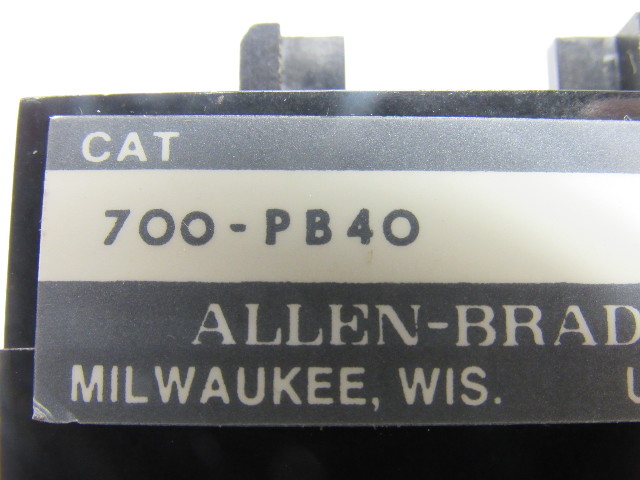 CAT
700-PB40
ALLEN-BRAD
MILWAUKEE, WIS. U